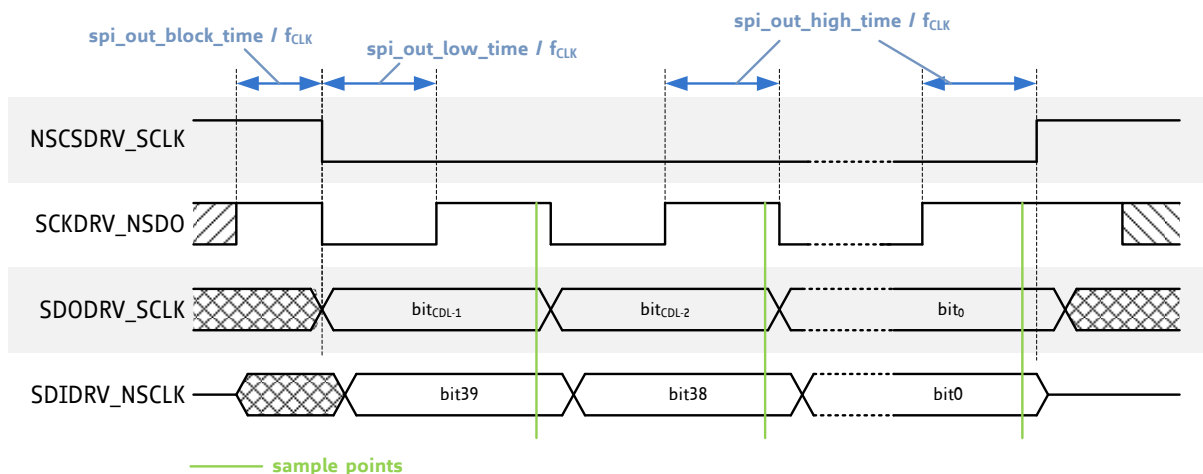 spi_out_block_time / fCLK
spi_out_low_time / fCLK
spi_out_high_time / fCLK
NSCSDRV_SCLK
SCKDRV_NSDO
SDODRV_SCLK
bitCDL-1
bitCDL-2
bit0
SDIDRV_NSCLK
bit39
bit38
bit0
sample points